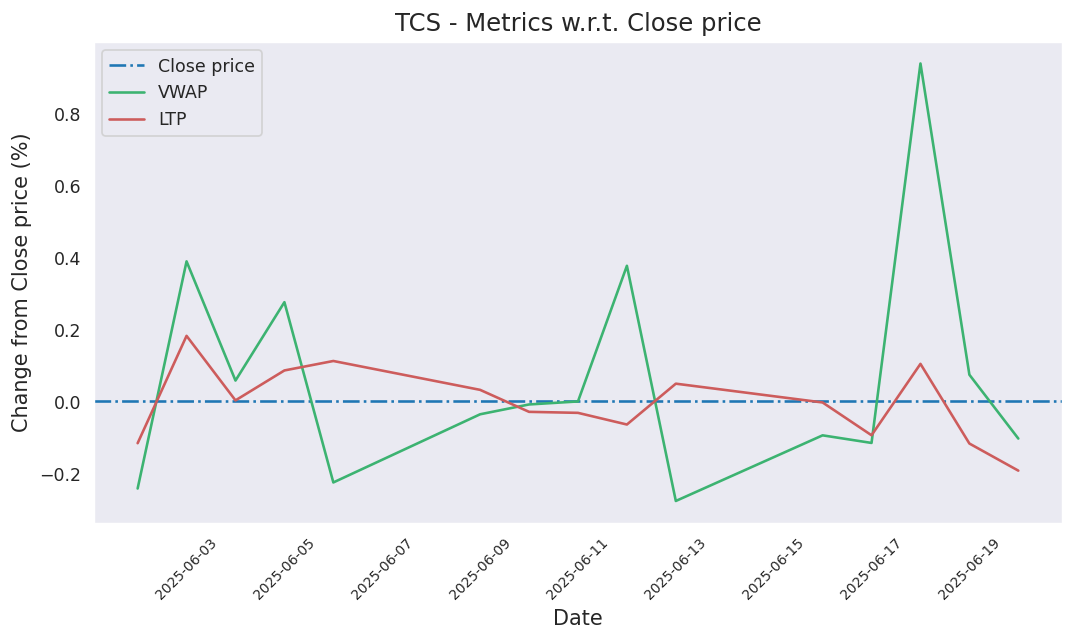 TCS - Metrics w.r.t. Close price
Close price
VWAP
LTP
Change from Close price (%)
0.8
0.6
0.4
0.2
0.0
−0.2
2025-06-03
2025-06-05
2025-06-07
2025-06-09
2025-06-11
2025-06-13
2025-06-15
2025-06-17
2025-06-19
Date